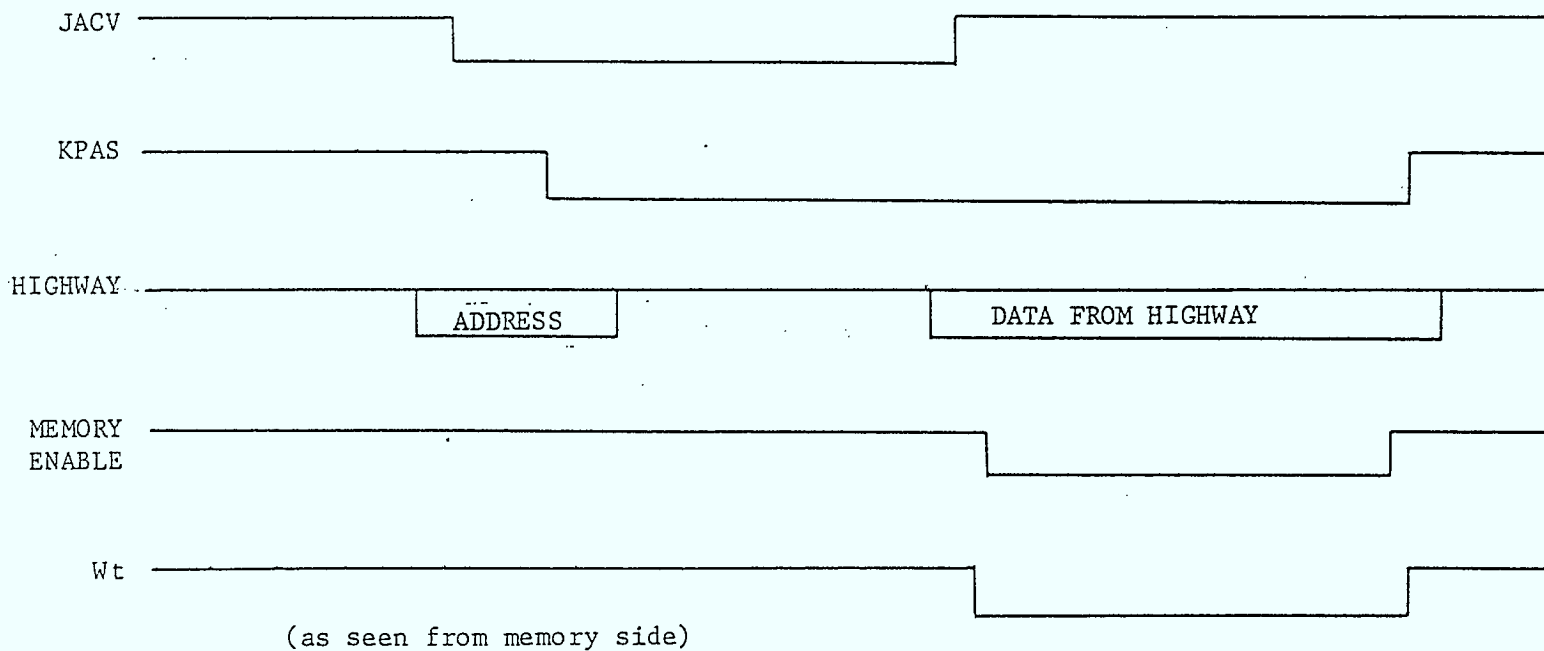 JACV
KPAS
HIGHWAY
ADDRESS
DATA FROM HIGHWAY
MEMORY
ENABLE
Wt
(as seen from memory side)